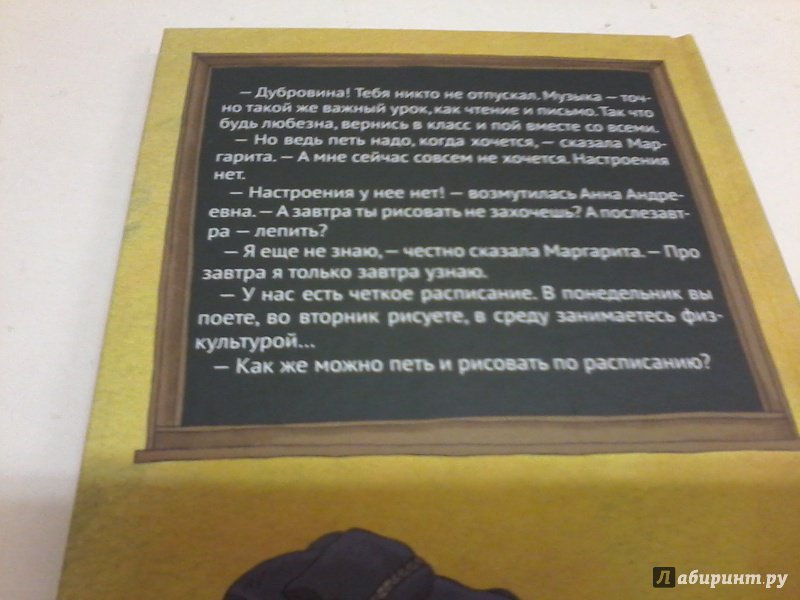 — Дубровина! Тебя никто не отпускал. Музыка — точ-
но такой же важный урок, как чтение и письмо. Так что
будь любезна, вернись в класс и пой вместе со всеми.
— Но ведь петь надо, когда хочется, — сказала Мар-
гарита. — А мне сейчас совсем не хочется. Настроения
нет.
— Настроения у нее нет! — возмутилась Анна Андре-
евна. — А завтра ты рисовать не захочешь? А послезавт-
ра — лепить?
— Я еще не знаю, — честно сказала Маргарита. — Про
завтра я только завтра узнаю.
— У нас есть четкое расписание. В понедельник вы
поете, во вторник рисуете, в среду занимаетесь физ-
культурой...
— Как же можно петь и рисовать по расписанию?
Лабиринт.ру